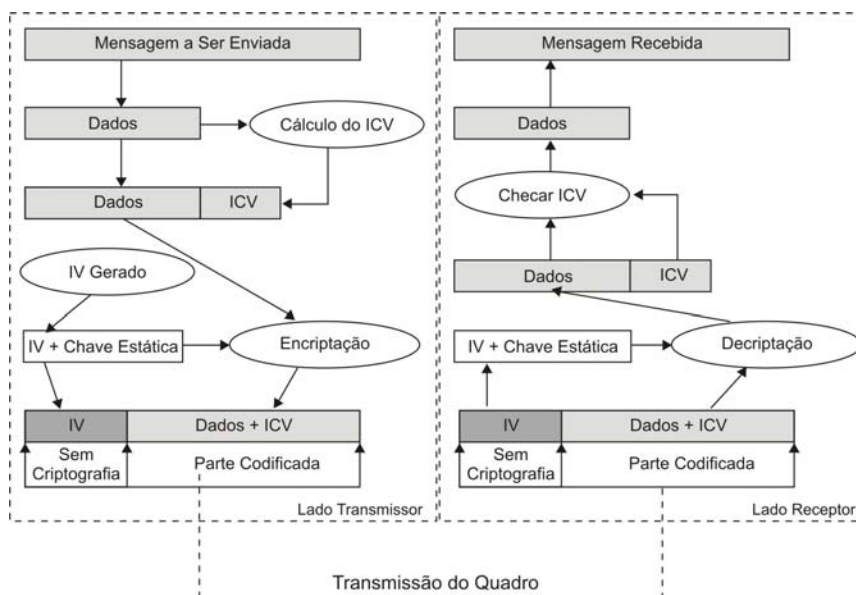 Mensagem a Ser Enviada
Dados
Cálculo do ICV
Dados
ICV
IV Gerado
IV + Chave Estática
Encriptação
IV
Dados + ICV
Sem
Criptografia
Parte Codificada
Lado Transmissor
Mensagem Recebida
Dados
Checar ICV
Dados
ICV
IV + Chave Estática
Decriptação
IV
Dados + ICV
Sem
Criptografia
Parte Codificada
Lado Receptor
Transmissão do Quadro